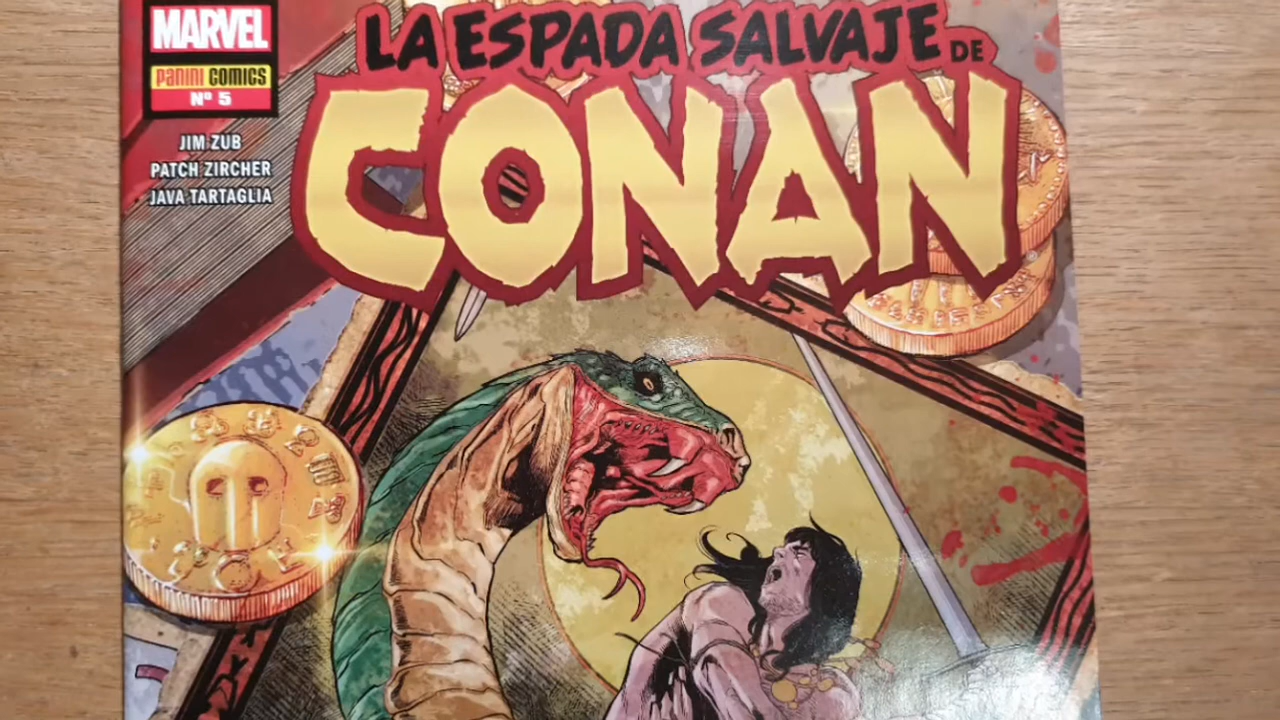 MARVEL
PANINI COMICS
Nº 5
JIM ZUB
PATCH ZIRCHER
JAVA TARTAGLIA
LA ESPADA SALVAJE DE
CONAN